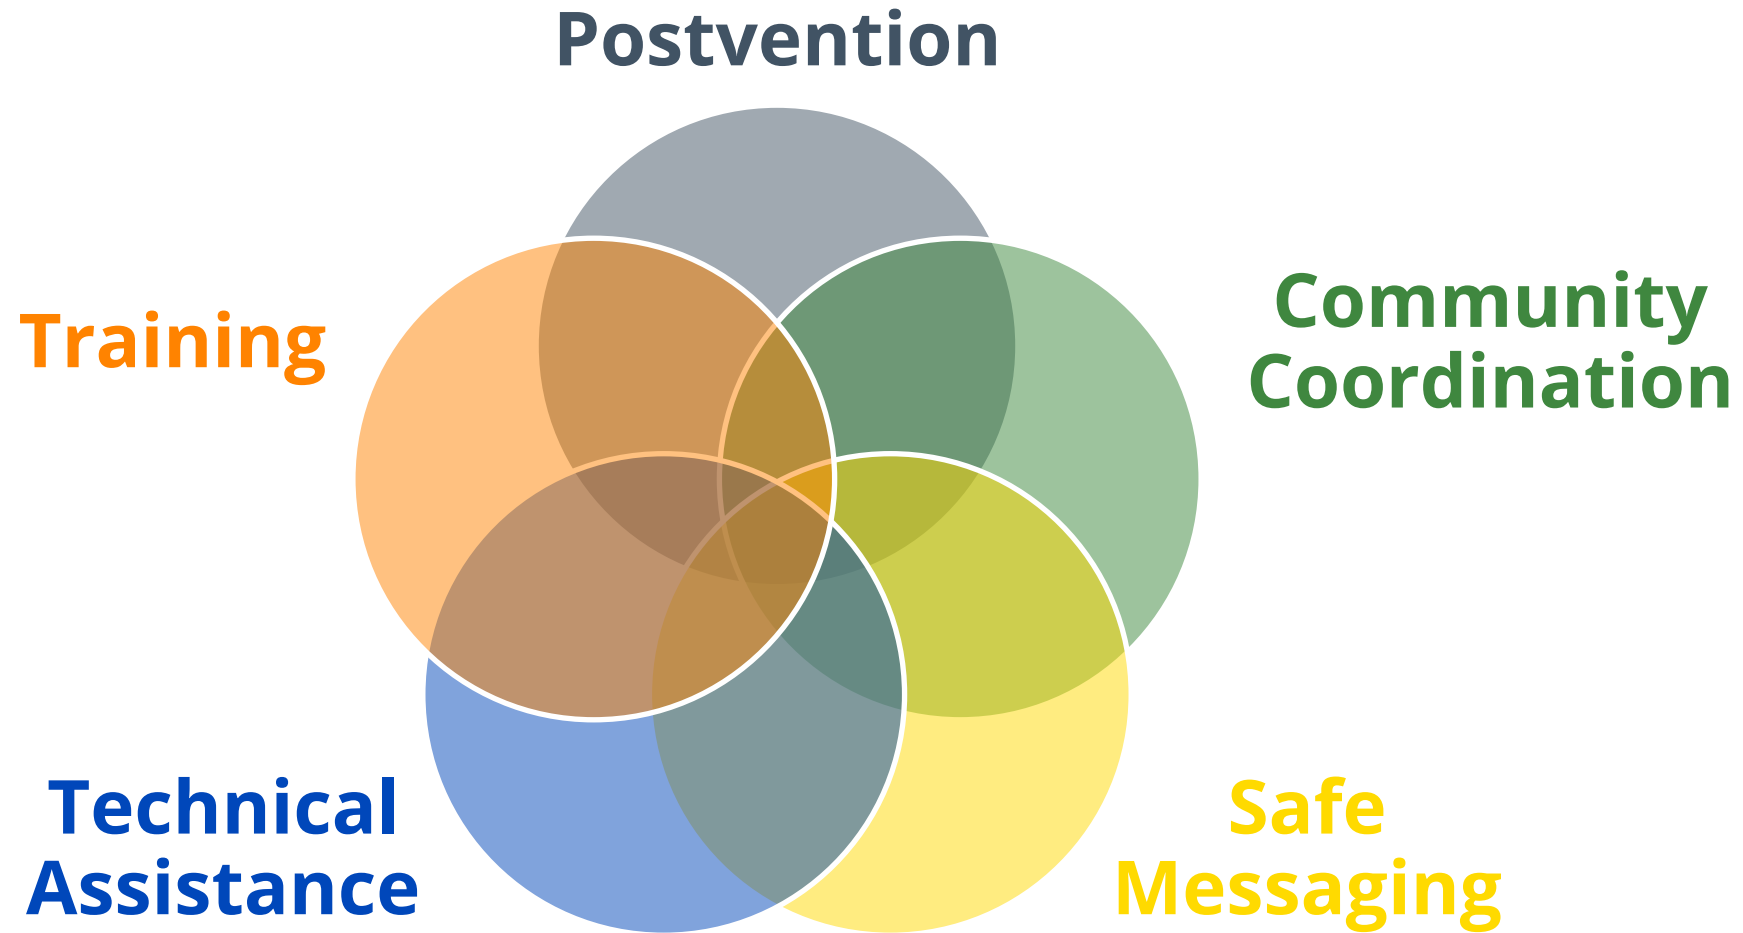 Postvention
Training
Community
Coordination
Technical
Assistance
Safe
Messaging